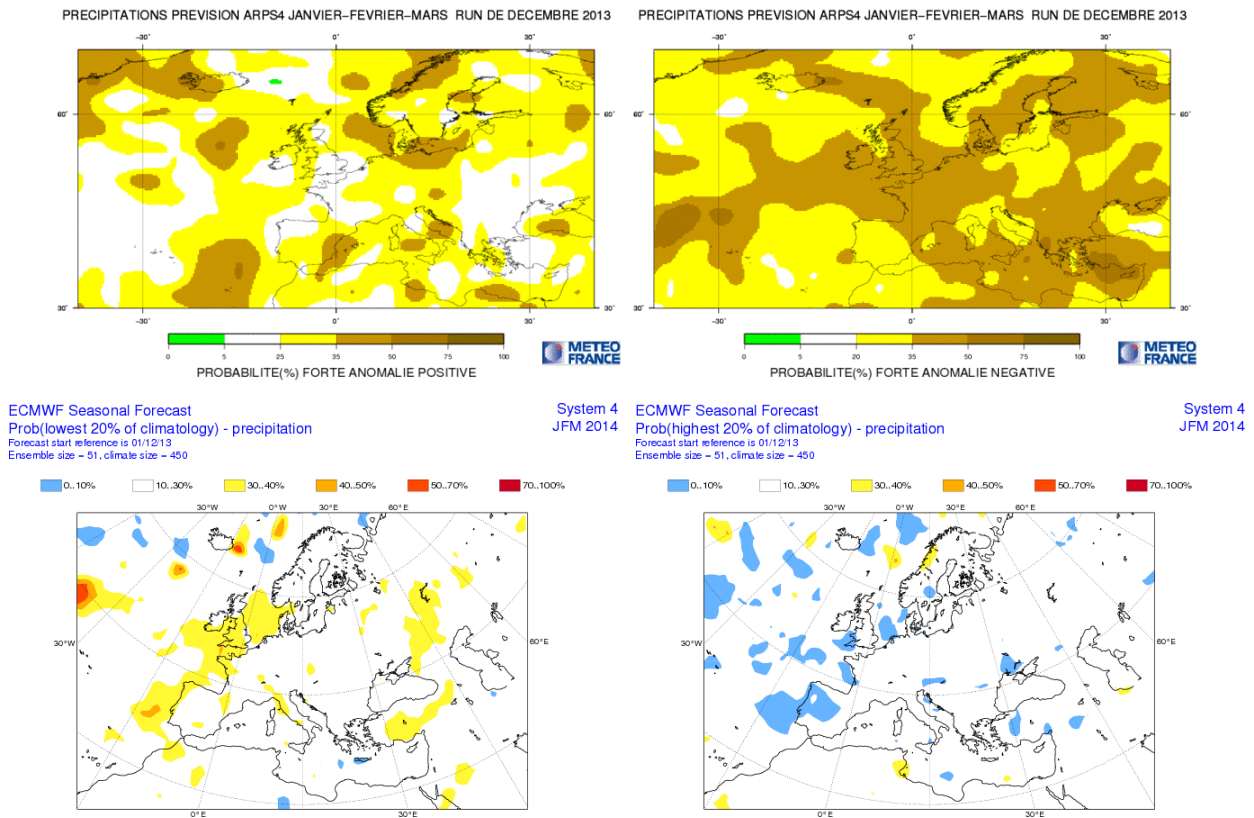 PRECIPITATIONS PREVISION ARPS4 JANVIER-FEVRIER-MARS RUN DE DECEMBRE 2013
-30° 0° 30°
60° 60°
30° 30°
-30° 0° 30°
0 5 25 35 50 75 100
PROBABILITE(%) FORTE ANOMALIE POSITIVE
METEO
FRANCE
PRECIPITATIONS PREVISION ARPS4 JANVIER-FEVRIER-MARS RUN DE DECEMBRE 2013
-30° 0° 30°
60° 60°
30° 30°
-30° 0° 30°
0 5 20 35 50 75 100
PROBABILITE(%) FORTE ANOMALIE NEGATIVE
METEO
FRANCE
ECMWF Seasonal Forecast System 4
Prob(lowest 20% of climatology) - precipitation JFM 2014
Forecast start reference is 01/12/13
Ensemble size = 51, climate size = 450
0..10% 10..30% 30..40% 40..50% 50..70% 70..100%
30°W 0°W 30°E 60°E
30°W 60°E
0°E 30°E
ECMWF Seasonal Forecast System 4
Prob(highest 20% of climatology) - precipitation JFM 2014
Forecast start reference is 01/12/13
Ensemble size = 51, climate size = 450
0..10% 10..30% 30..40% 40..50% 50..70% 70..100%
30°W 0°W 30°E 60°E
30°W 60°E
0°E 30°E